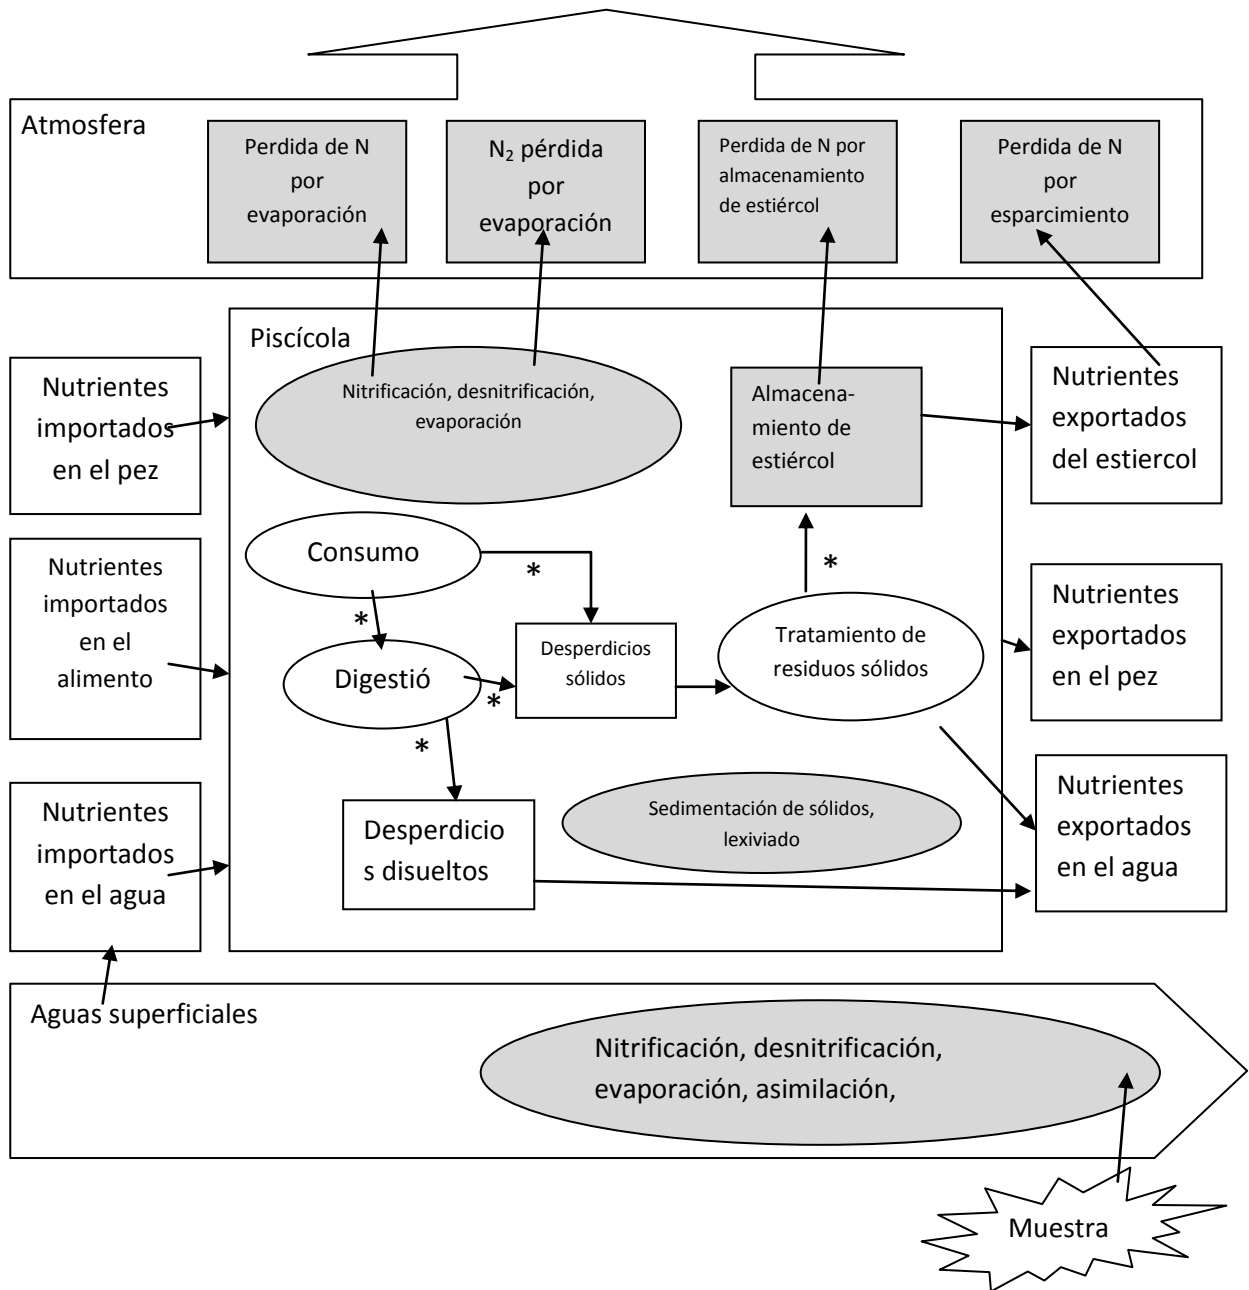 Atmosfera
Perdida de N
por
evaporación
N₂ pérdida
por
evaporación
Perdida de N por
almacenamiento
de estiércol
Perdida de N
por
esparcimiento
Piscícola
Nutrientes
importados
en el pez
Nitrificación, desnitrificación,
evaporación
Almacena-
miento de
estiércol
Nutrientes
exportados
del estiercol
Nutrientes
importados
en el
alimento
Consumo
*
*
*
Digestió
*
*
Desperdicios
sólidos
Tratamiento de
residuos sólidos
Nutrientes
exportados
en el pez
Nutrientes
importados
en el agua
Desperdicio
s disueltos
Sedimentación de sólidos,
lexiviado
Nutrientes
exportados
en el agua
Aguas superficiales
Nitrificación, desnitrificación,
evaporación, asimilación,
Muestra